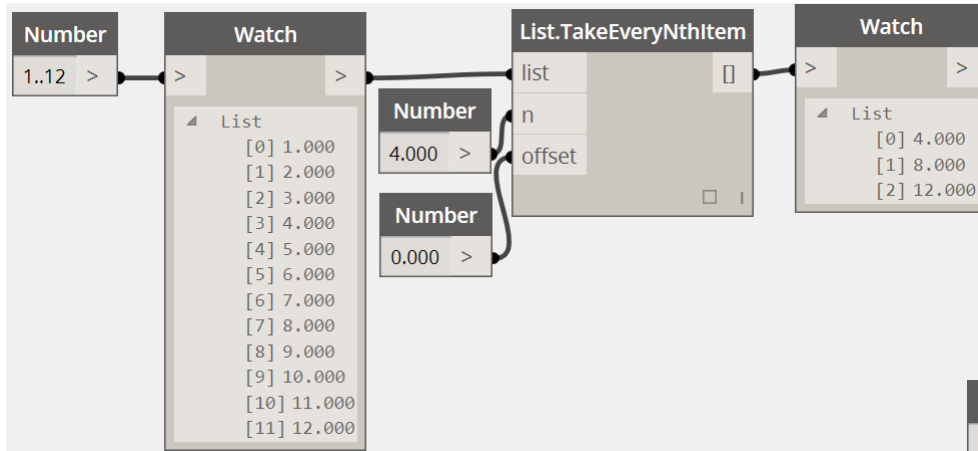 Number
1..12 >
Watch
> >
List
[0] 1.000
[1] 2.000
[2] 3.000
[3] 4.000
[4] 5.000
[5] 6.000
[6] 7.000
[7] 8.000
[8] 9.000
[9] 10.000
[10] 11.000
[11] 12.000
Number
4.000 >
Number
0.000 >
List.TakeEveryNthItem
list []
n
offset
Watch
> >
List
[0] 4.000
[1] 8.000
[2] 12.000